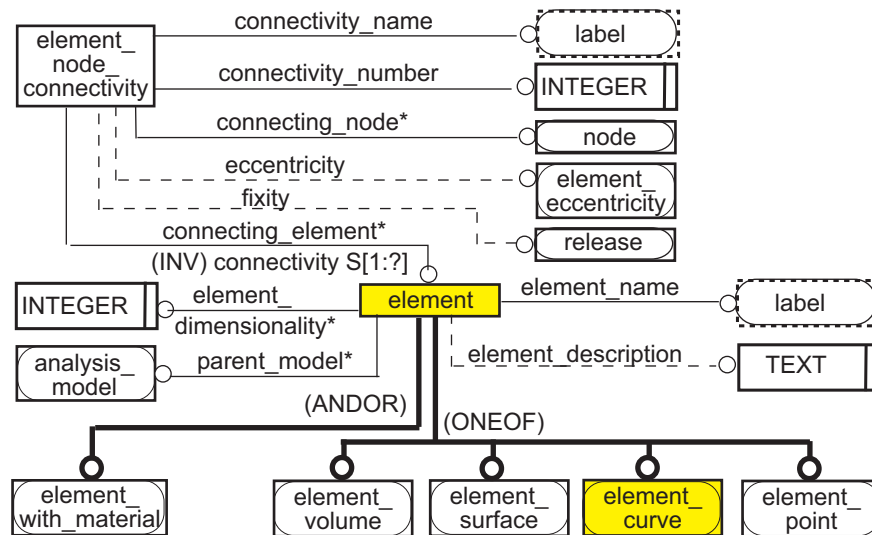 connectivity_name
element_
node_
connectivity
label
connectivity_number
INTEGER
connecting_node*
node
eccentricity
element_
eccentricity
fixity
connecting_element*
release
(INV) connectivity S[1:?]
INTEGER
element_
dimensionality*
element
element_name
label
analysis_
model
parent_model*
element_description
TEXT
(ANDOR)
(ONEOF)
element_
with_material
element_
volume
element_
surface
element_
curve
element_
point